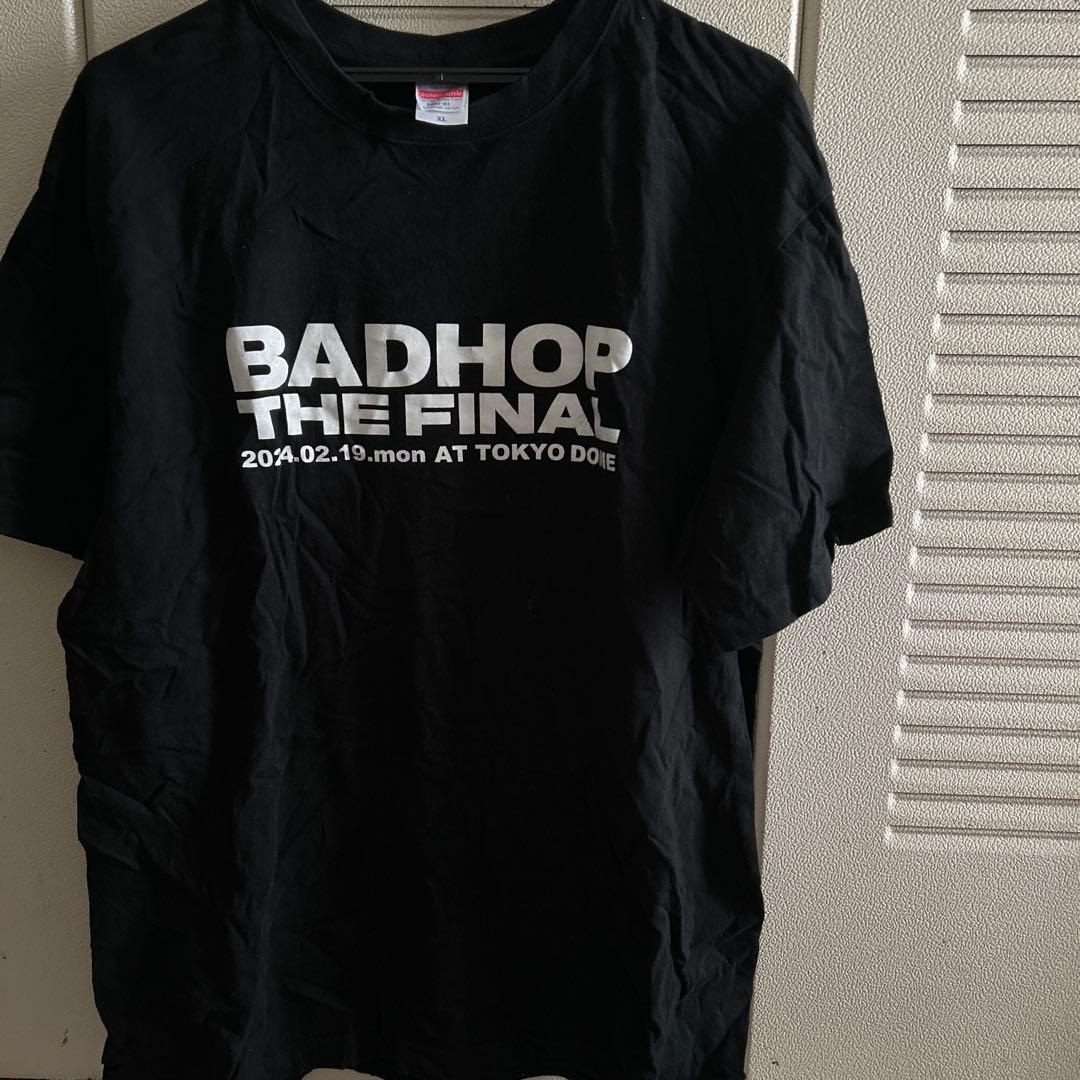 XL
BADHOP
THE FINAL
2024.02.19.mon AT TOKYO DOME